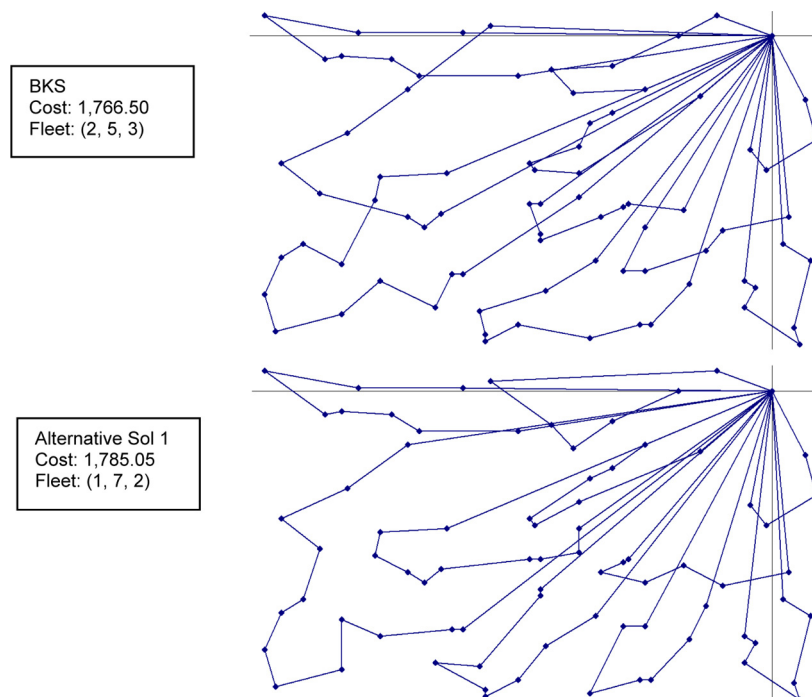 BKS
Cost: 1,766.50
Fleet: (2, 5, 3)
Alternative Sol 1
Cost: 1,785.05
Fleet: (1, 7, 2)